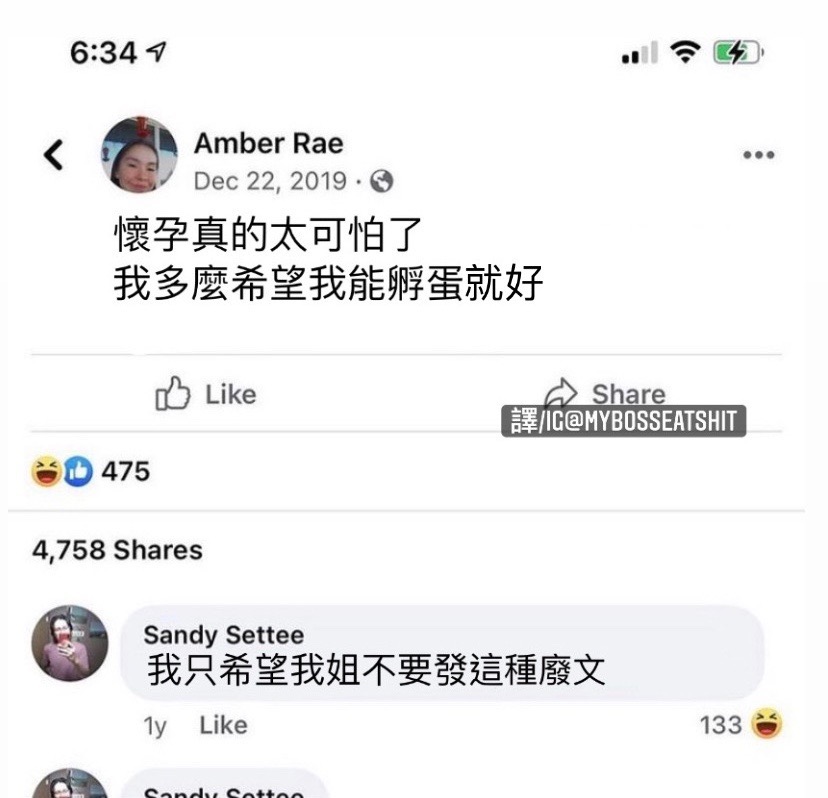 6:34
Amber Rae
Dec 22, 2019 ·
懷孕真的太可怕了
我多麼希望我能孵蛋就好
Like
Share
譯/IG@MYBOSSEATSHIT
475
4,758 Shares
Sandy Settee
我只希望我姐不要發這種廢文
1y Like
133
Sandy Settee